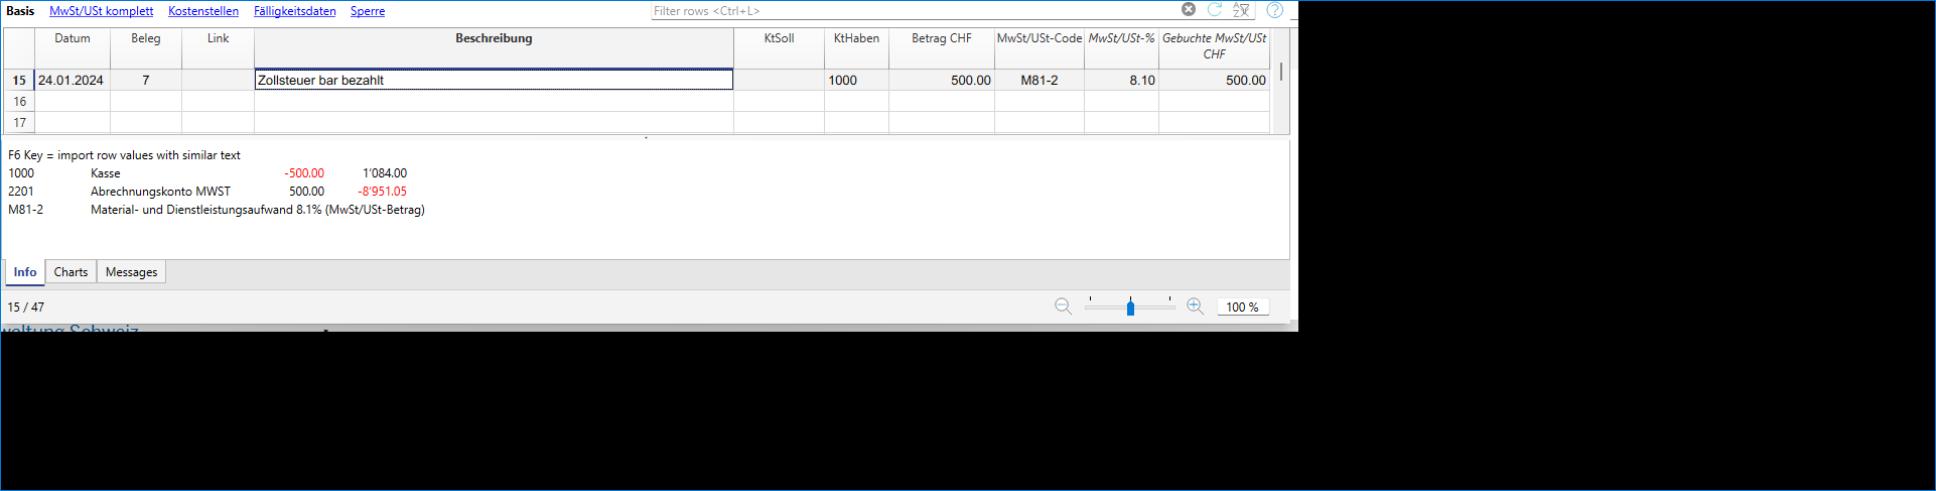 Basis MwSt/USt komplett Kostenstellen Fälligkeitsdaten Sperre Filter rows <Ctrl+L>
Datum Beleg Link Beschreibung KtSoll KtHaben Betrag CHF MwSt/USt-Code MwSt/USt-% Gebuchte MwSt/USt CHF
15 24.01.2024 7 Zollsteuer bar bezahlt 1000 500.00 M81-2 8.10 500.00
16
17
F6 Key = import row values with similar text
1000 Kasse -500.00 1'084.00
2201 Abrechnungskonto MWST 500.00 -8'951.05
M81-2 Material- und Dienstleistungsaufwand 8.1% (MwSt/USt-Betrag)
Info Charts Messages
15 / 47 100 %